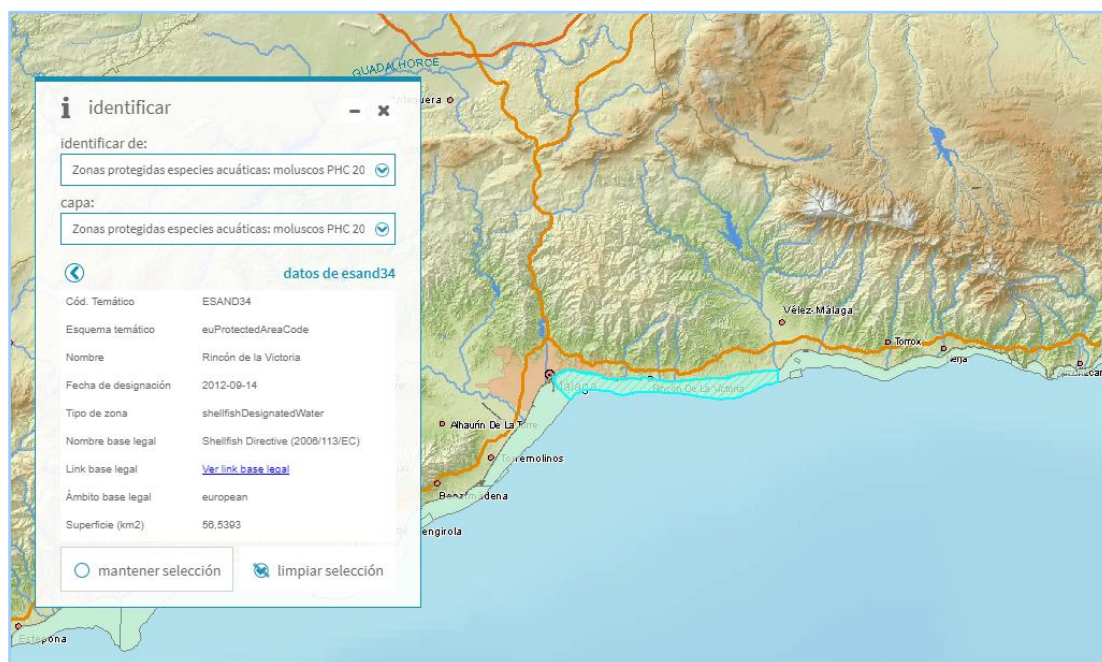 GUADALHORCE
i identificar
identificar de:
Zonas protegidas especies acuáticas: moluscos PHC 20
capa:
Zonas protegidas especies acuáticas: moluscos PHC 20
datos de esand34
Cód. Temático ESAND34
Esquema temático euProtectedAreaCode
Nombre Rincón de la Victoria
Fecha de designación 2012-09-14
Tipo de zona shellfishDesignatedWater
Nombre base legal Shellfish Directive (2006/113/EC)
Link base legal Ver link base legal
Ámbito base legal european
Superficie (km2) 56,5393
mantener selección limpiar selección
Vélez-Málaga
Torrox
Málaga
Rincón De La Victoria
Alhaurín De La Torre
Torremolinos
Benalmádena
engirola
Estepona